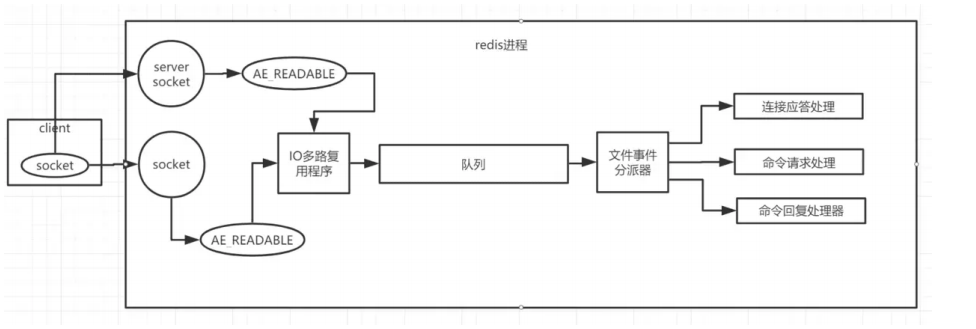 redis进程
server
socket
AE_READABLE
client
socket
socket
AE_READABLE
IO多路复
用程序
队列
文件事件
分派器
连接应答处理
命令请求处理
命令回复处理器